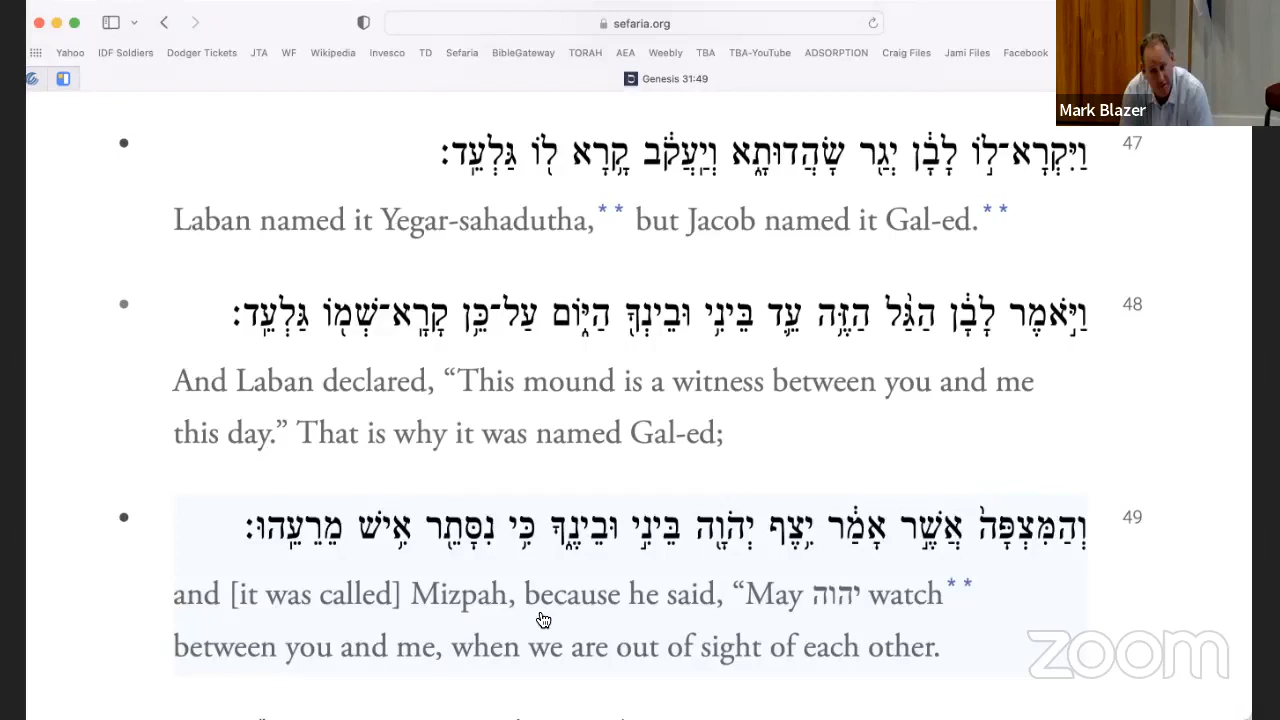 sefaria.org
Yahoo IDF Soldiers Dodger Tickets JTA WF Wikipedia Invesco TD Sefaria BibleGateway TORAH AEA Weebly TBA TBA-YouTube ADSORPTION Craig Files Jami Files Facebook
Genesis 31:49
Mark Blazer
47
וַיִּקְרָא־ל֣וֹ לָבָ֔ן יְגַ֖ר שָׂהֲדוּתָ֑א וְיַֽעֲקֹ֔ב קָ֥רָא ל֖וֹ גַּלְעֵֽד׃
Laban named it Yegar-sahadutha,** but Jacob named it Gal-ed.**
48
וַיֹּ֣אמֶר לָבָ֔ן הַגַּ֨ל הַזֶּ֥ה עֵ֛ד בֵּינִ֥י וּבֵינְךָ֖ הַיּ֑וֹם עַל־כֵּ֥ן קָרָֽא־שְׁמ֖וֹ גַּלְעֵֽד׃
And Laban declared, “This mound is a witness between you and me
this day.” That is why it was named Gal-ed;
49
וְהַמִּצְפָּה֙ אֲשֶׁ֣ר אָמַ֔ר יִ֥צֶף יְהֹוָ֖ה בֵּינִ֣י וּבֵינֶ֑ךָ כִּ֥י נִסָּתֵ֖ר אִ֥ישׁ מֵרֵעֵֽהוּ׃
and [it was called] Mizpah, because he said, “May יהוה watch**
between you and me, when we are out of sight of each other.
zoom